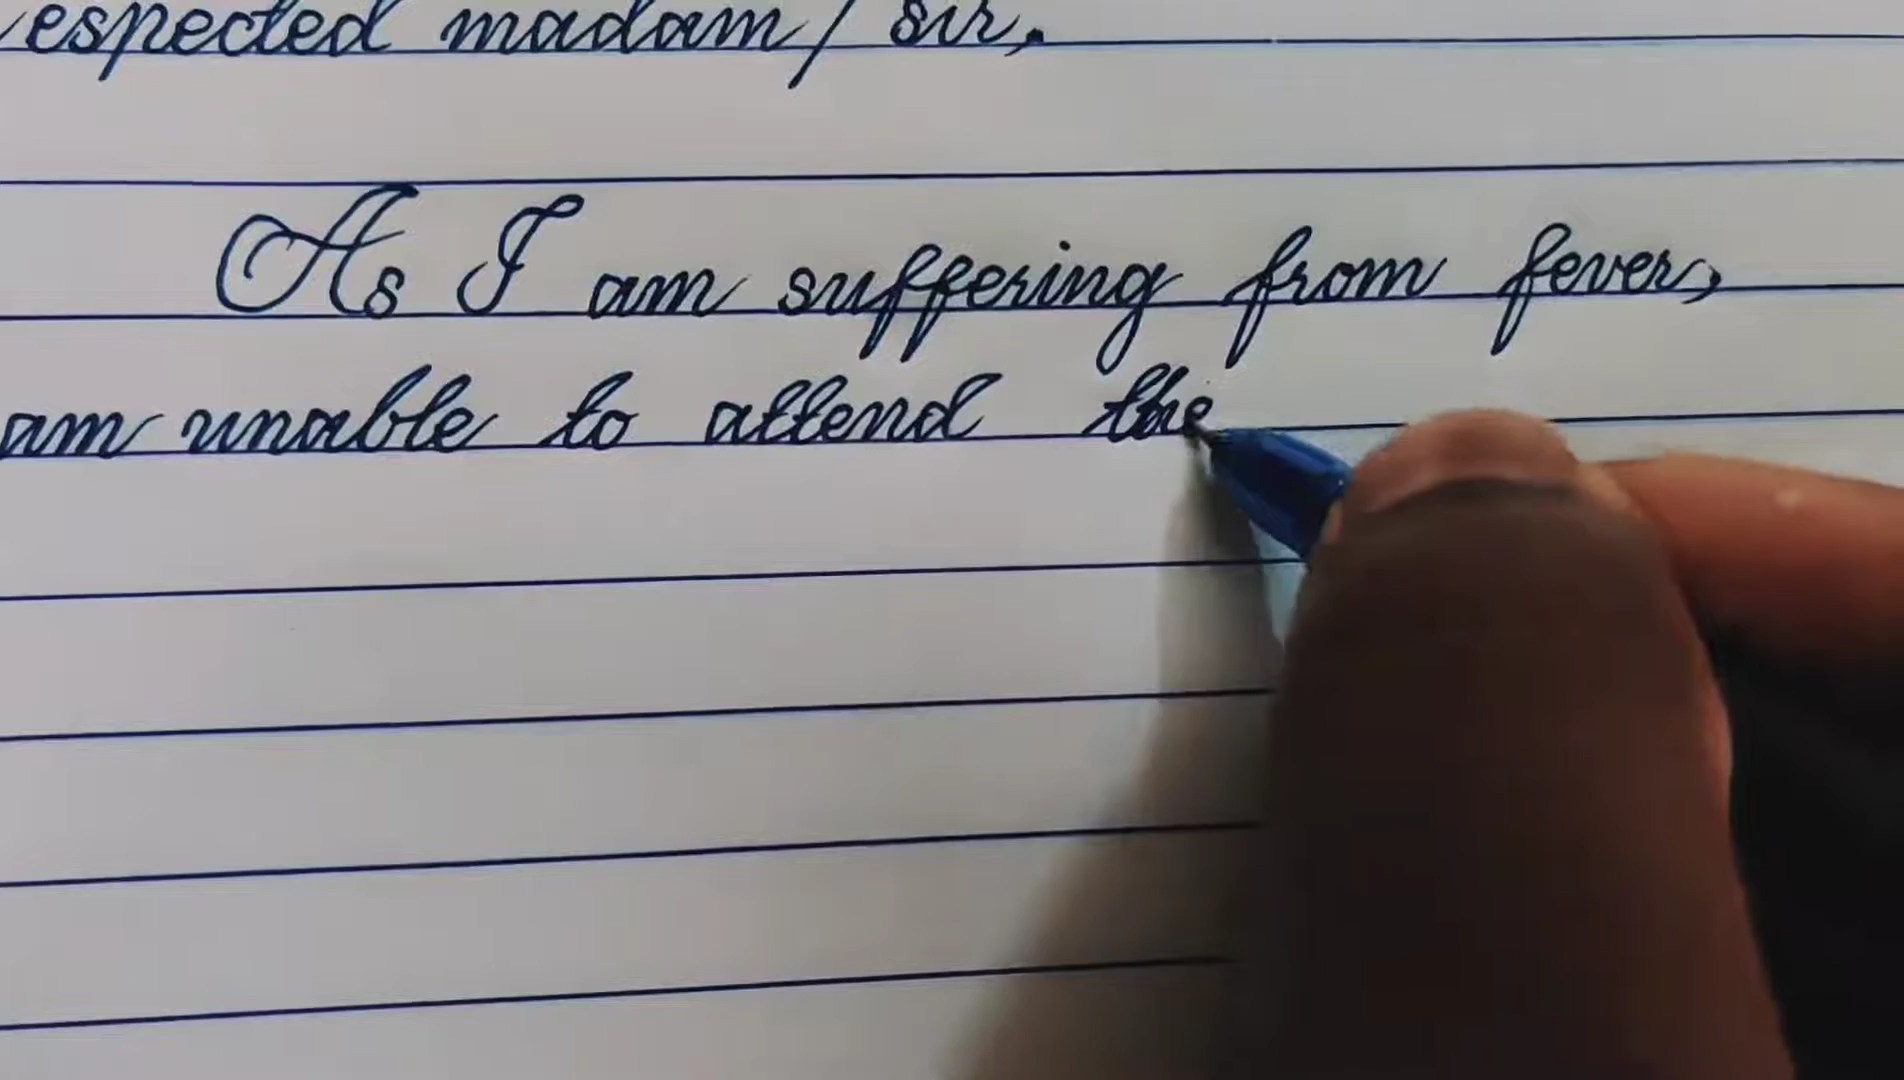 espected madam/ sir,
As I am suffering from fever,
am unable to attend the